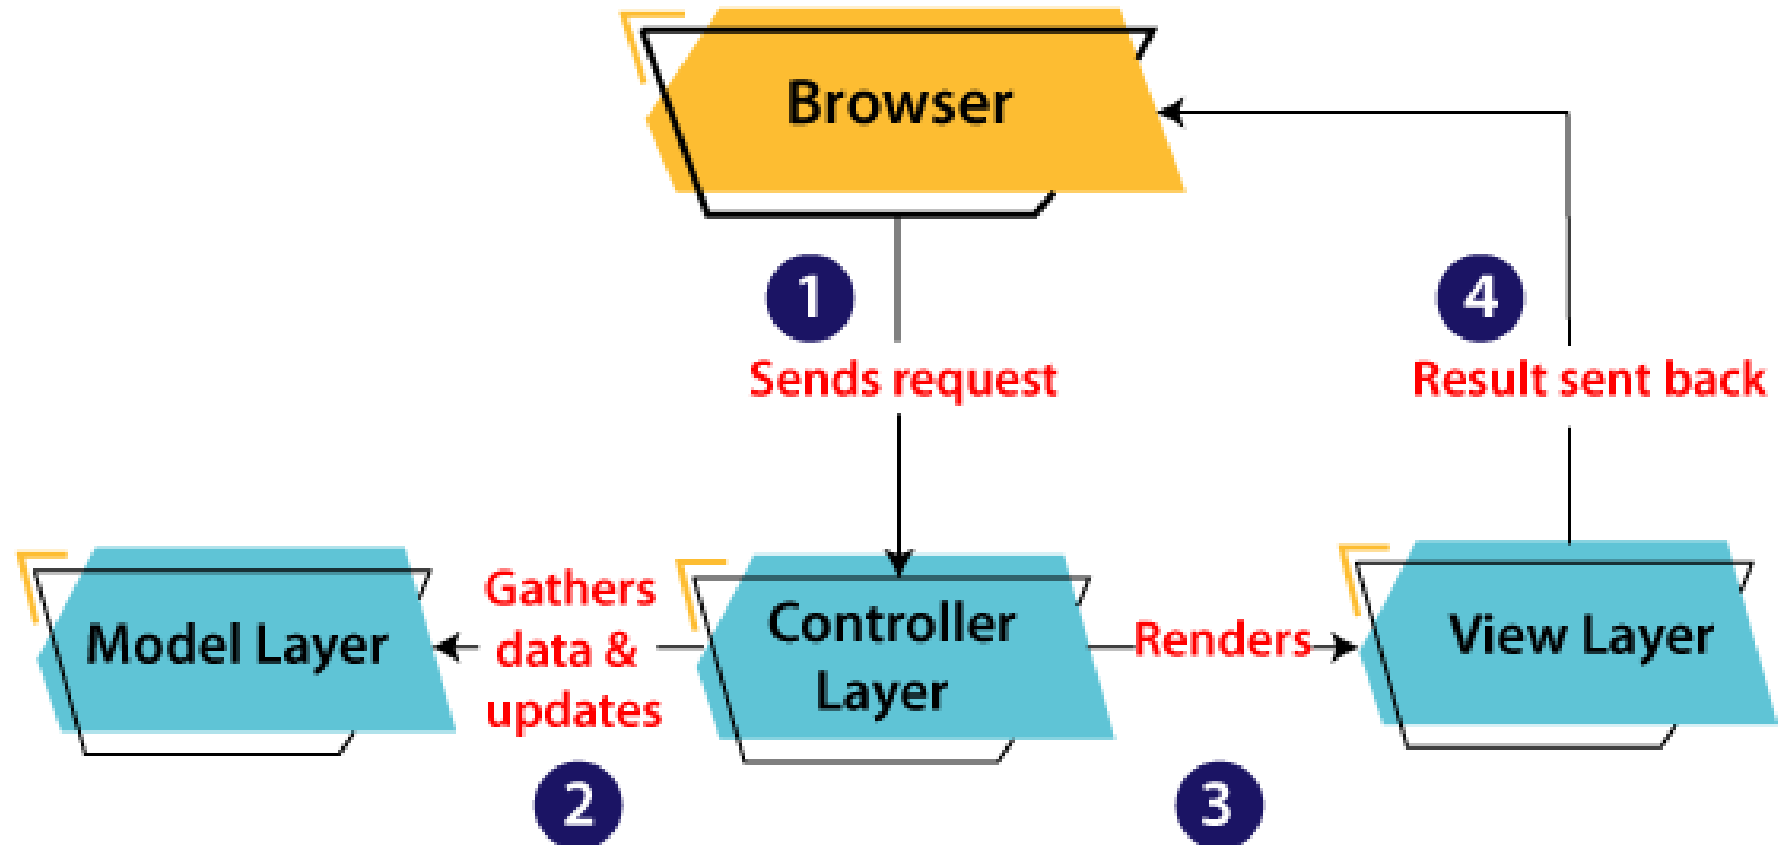 Browser
1
Sends request
4
Result sent back
Model Layer
Gathers
data &
updates
2
Controller
Layer
Renders
3
View Layer